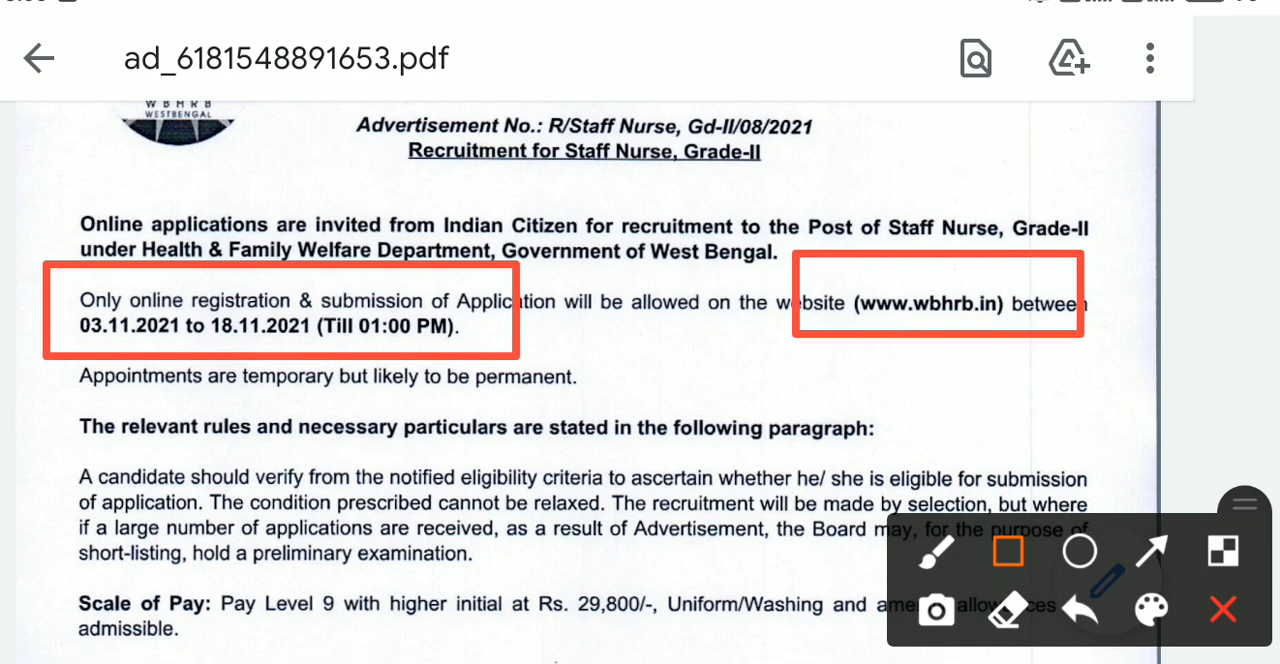 ad_6181548891653.pdf
W B H R B
WESTBENGAL
Advertisement No.: R/Staff Nurse, Gd-II/08/2021
Recruitment for Staff Nurse, Grade-II
Online applications are invited from Indian Citizen for recruitment to the Post of Staff Nurse, Grade-II
under Health & Family Welfare Department, Government of West Bengal.
Only online registration & submission of Application will be allowed on the website (www.wbhrb.in) between
03.11.2021 to 18.11.2021 (Till 01:00 PM).
Appointments are temporary but likely to be permanent.
The relevant rules and necessary particulars are stated in the following paragraph:
A candidate should verify from the notified eligibility criteria to ascertain whether he/ she is eligible for submission
of application. The condition prescribed cannot be relaxed. The recruitment will be made by selection, but where
if a large number of applications are received, as a result of Advertisement, the Board may, for the purpose of
short-listing, hold a preliminary examination.
Scale of Pay: Pay Level 9 with higher initial at Rs. 29,800/-, Uniform/Washing and
admissible.